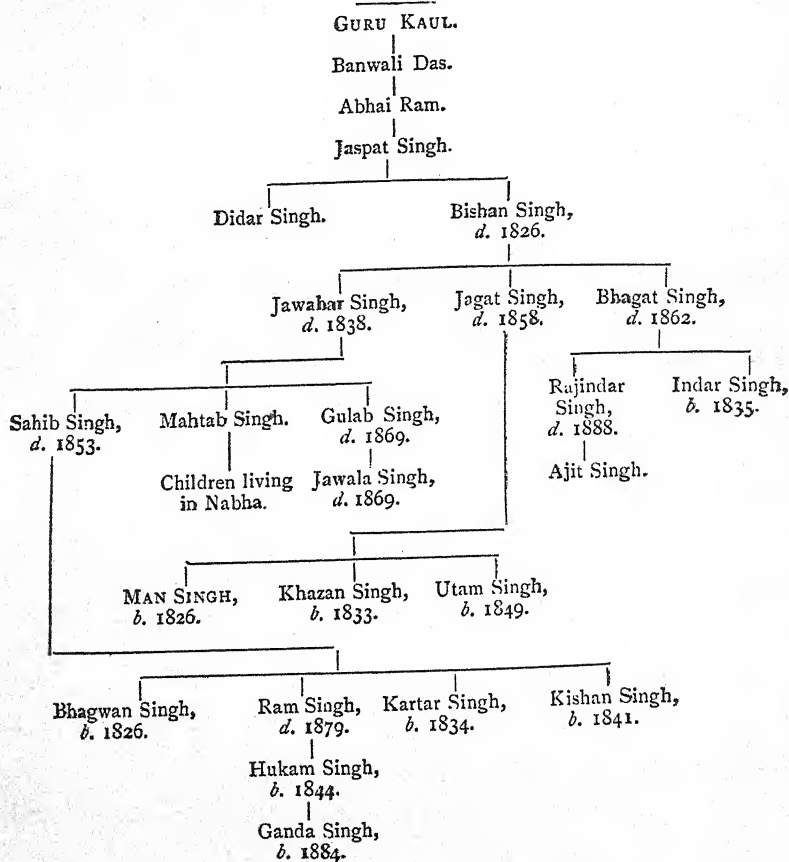 GURU KAUL.
Banwali Das.
Abhai Ram.
Jaspat Singh.
Didar Singh.
Bishan Singh,
d. 1826.
Jawahar Singh,
d. 1838.
Jagat Singh,
d. 1858.
Bhagat Singh,
d. 1862.
Sahib Singh,
d. 1853.
Mahtab Singh.
Children living
in Nabha.
Gulab Singh,
d. 1869.
Jawala Singh,
d. 1869.
Rajindar
Singh,
d. 1888.
Ajit Singh.
Indar Singh,
b. 1835.
MAN SINGH,
b. 1826.
Khazan Singh,
b. 1833.
Utam Singh,
b. 1849.
Bhagwan Singh,
b. 1826.
Ram Singh,
d. 1879.
Hukam Singh,
b. 1844.
Ganda Singh,
b. 1884.
Kartar Singh,
b. 1834.
Kishan Singh,
b. 1841.